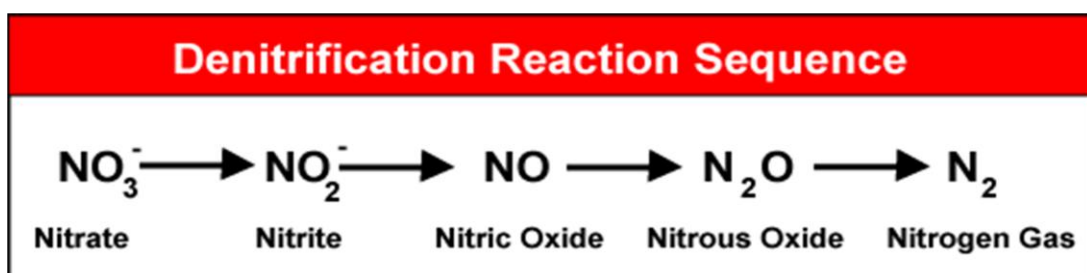 Denitrification Reaction Sequence
NO₃⁻ → NO₂⁻ → NO → N₂O → N₂
Nitrate Nitrite Nitric Oxide Nitrous Oxide Nitrogen Gas